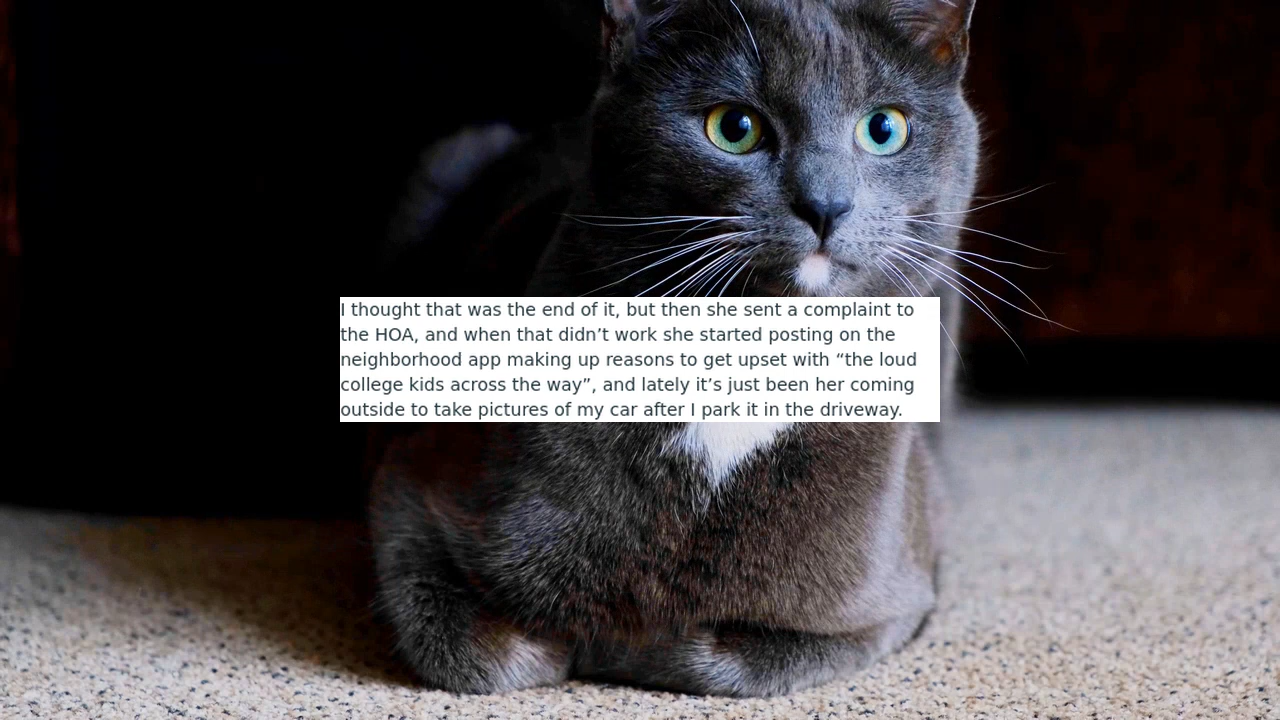 I thought that was the end of it, but then she sent a complaint to
the HOA, and when that didn’t work she started posting on the
neighborhood app making up reasons to get upset with “the loud
college kids across the way”, and lately it’s just been her coming
outside to take pictures of my car after I park it in the driveway.